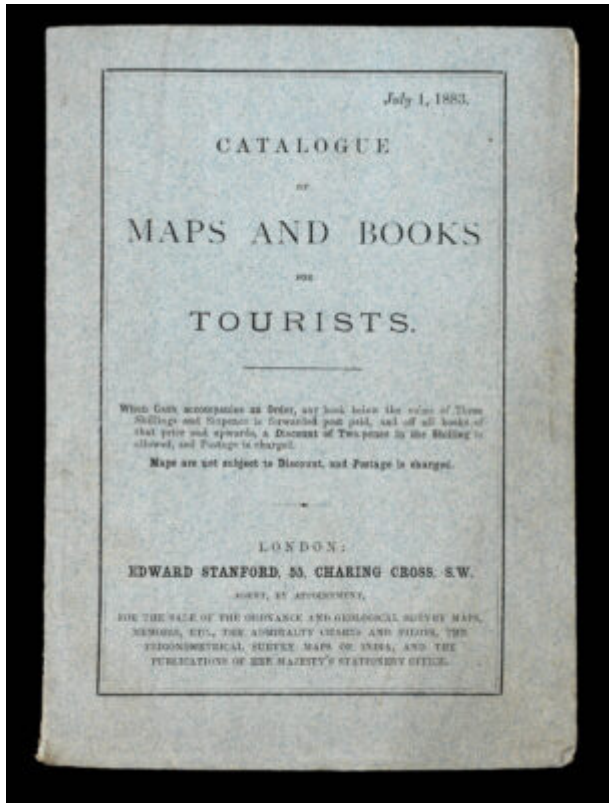 July 1, 1883.
CATALOGUE
OF
MAPS AND BOOKS
FOR
TOURISTS.
When Cash accompanies an Order, any book below the value of Three
Shillings and Sixpence is forwarded post paid, and off all books of
that price and upwards, a Discount of Twopence in the Shilling is
allowed, and Postage is charged.
Maps are not subject to Discount, and Postage is charged.
LONDON:
EDWARD STANFORD, 55, CHARING CROSS, S.W.
AGENT, BY APPOINTMENT,
FOR THE SALE OF THE ORDNANCE AND GEOLOGICAL SURVEY MAPS,
MEMOIRS, ETC., THE ADMIRALTY CHARTS AND PILOTS, THE
TRIGONOMETRICAL SURVEY MAPS OF INDIA, AND THE
PUBLICATIONS OF HER MAJESTY'S STATIONERY OFFICE.